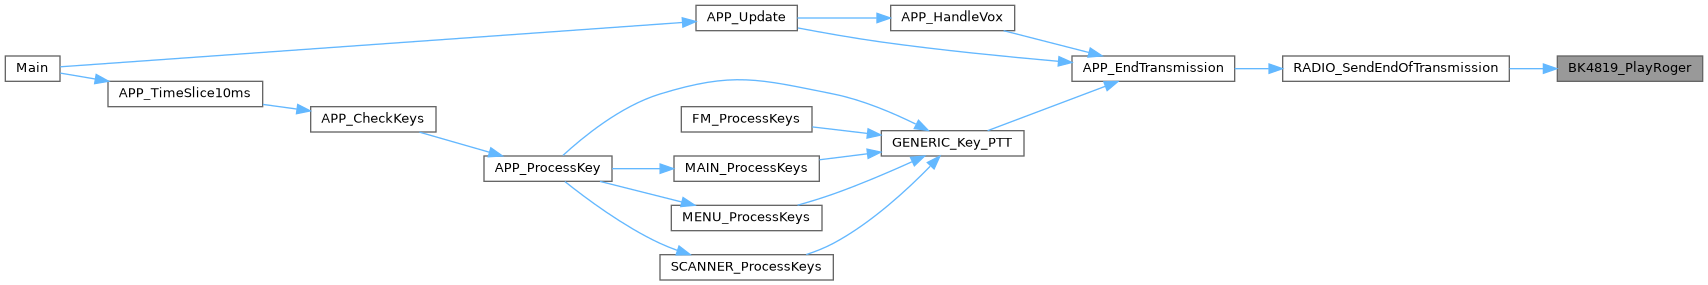 Main
APP_Update
APP_HandleVox
APP_TimeSlice10ms
APP_CheckKeys
APP_ProcessKey
FM_ProcessKeys
MAIN_ProcessKeys
MENU_ProcessKeys
SCANNER_ProcessKeys
GENERIC_Key_PTT
APP_EndTransmission
RADIO_SendEndOfTransmission
BK4819_PlayRoger